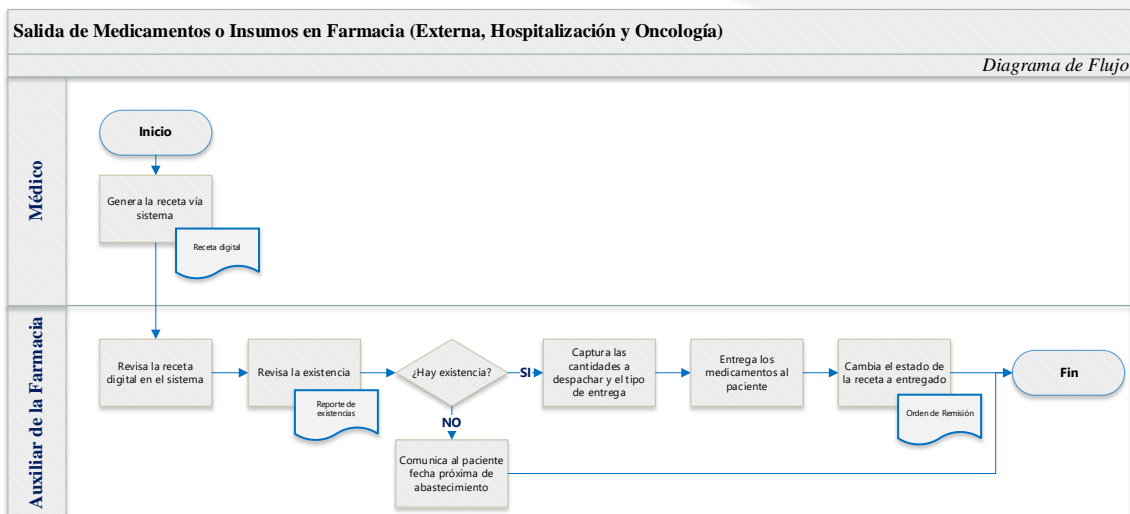 Salida de Medicamentos o Insumos en Farmacia (Externa, Hospitalización y Oncología)
Diagrama de Flujo
Médico
Inicio
Genera la receta vía
sistema
Receta digital
Auxiliar de la Farmacia
Revisa la receta
digital en el sistema
Revisa la existencia
Reporte de
existencias
¿Hay existencia?
SI
Captura las
cantidades a
despachar y el tipo
de entrega
Entrega los
medicamentos al
paciente
Cambia el estado de
la receta a entregado
Orden de Remisión
Fin
NO
Comunica al paciente
fecha próxima de
abastecimiento